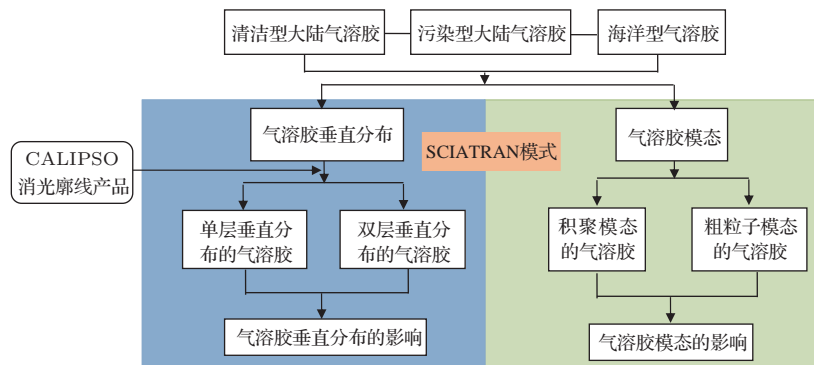 清洁型大陆气溶胶
污染型大陆气溶胶
海洋型气溶胶
气溶胶垂直分布
SCIATRAN模式
气溶胶模态
CALIPSO
消光廓线产品
单层垂直分
布的气溶胶
双层垂直分
布的气溶胶
积聚模态
的气溶胶
粗粒子模态
的气溶胶
气溶胶垂直分布的影响
气溶胶模态的影响